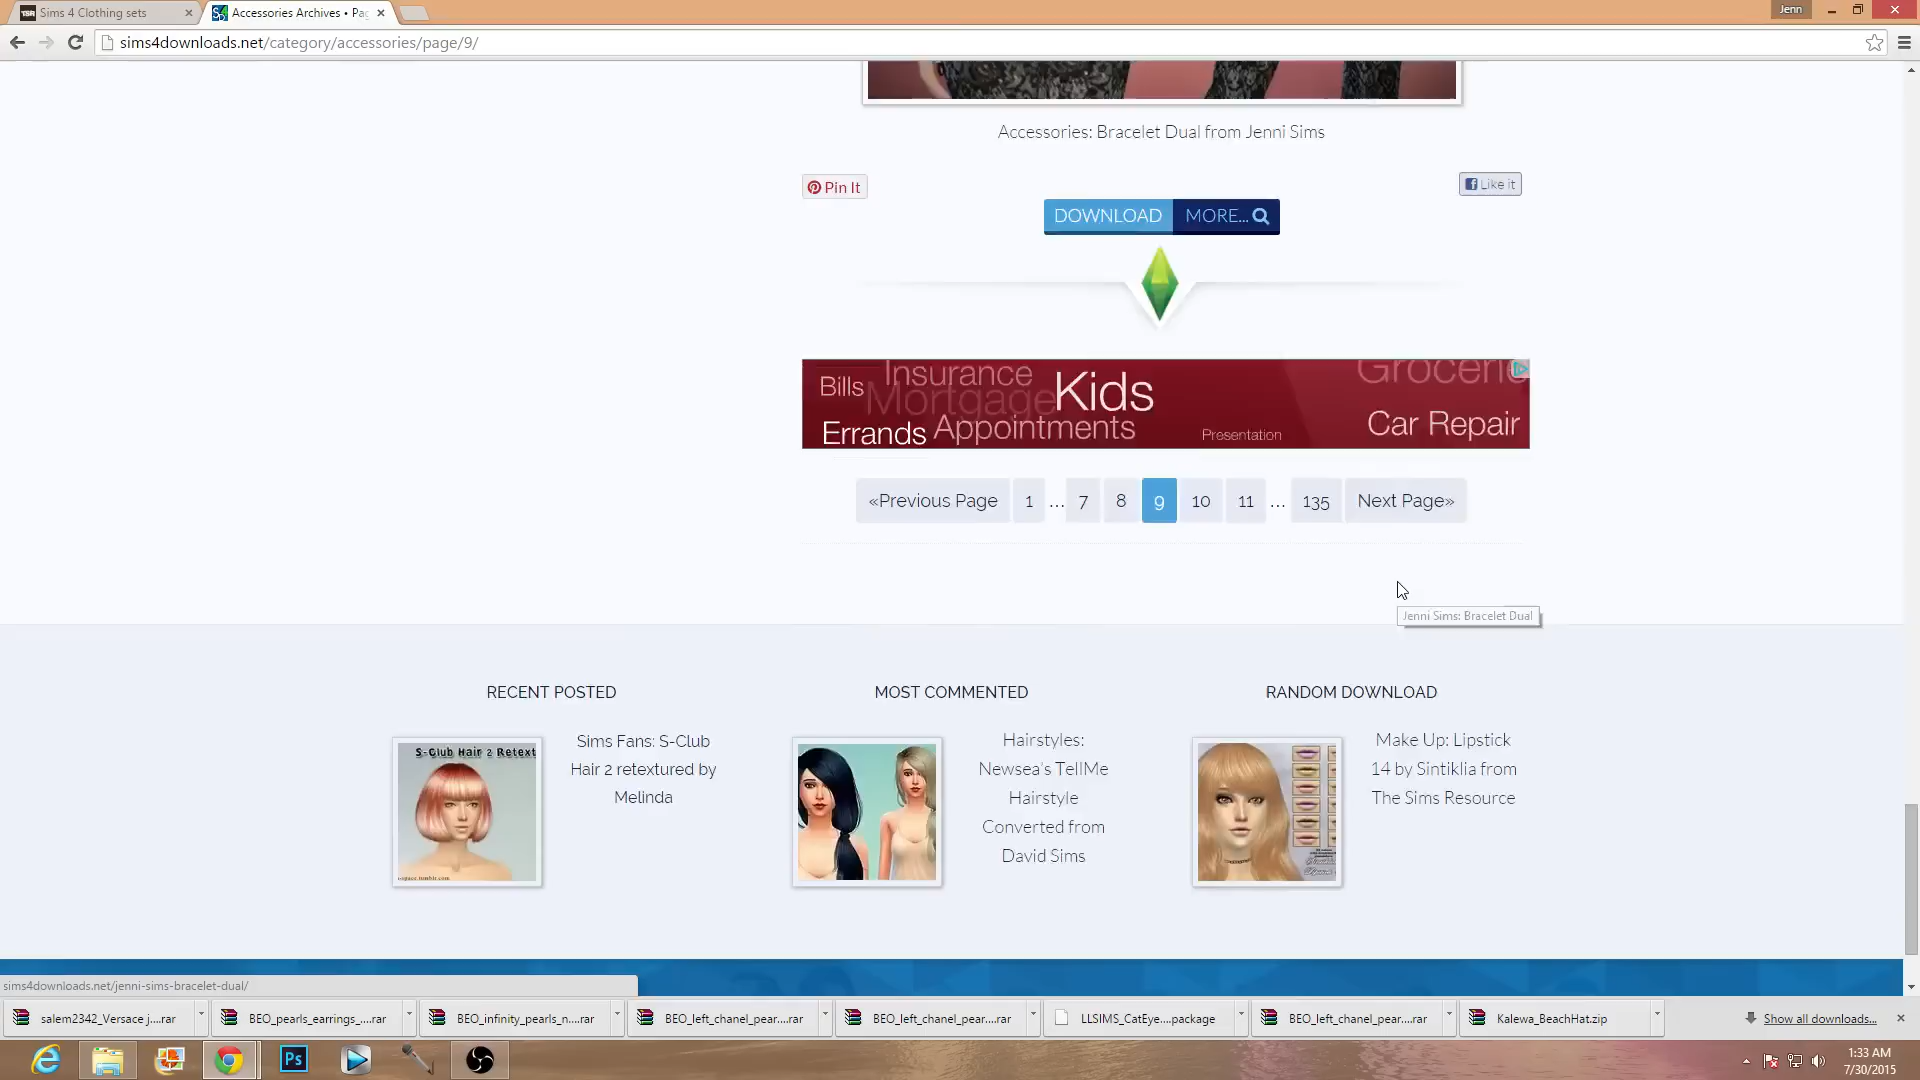 Sims 4 Clothing sets
Accessories Archives • Pag
Jenn
sims4downloads.net/category/accessories/page/9/
Accessories: Bracelet Dual from Jenni Sims
Pin It
Like it
DOWNLOAD MORE...
Bills Insurance Mortgage Kids Groceri
Errands Appointments Presentation Car Repair
«Previous Page 1 ... 7 8 9 10 11 ... 135 Next Page»
Jenni Sims: Bracelet Dual
RECENT POSTED
S-Club Hair 2 Retext
Sims Fans: S-Club
Hair 2 retextured by
Melinda
MOST COMMENTED
Hairstyles:
Newsea's TellMe
Hairstyle
Converted from
David Sims
RANDOM DOWNLOAD
Make Up: Lipstick
14 by Sintiklia from
The Sims Resource
sims4downloads.net/jenni-sims-bracelet-dual/
salem2342_Versace j....rar
BEO_pearls_earrings_....rar
BEO_infinity_pearls_n....rar
BEO_left_chanel_pear....rar
BEO_left_chanel_pear....rar
LLSIMS_CatEye....package
BEO_left_chanel_pear....rar
Kalewa_BeachHat.zip
Show all downloads...
Ps
1:33 AM
7/30/2015